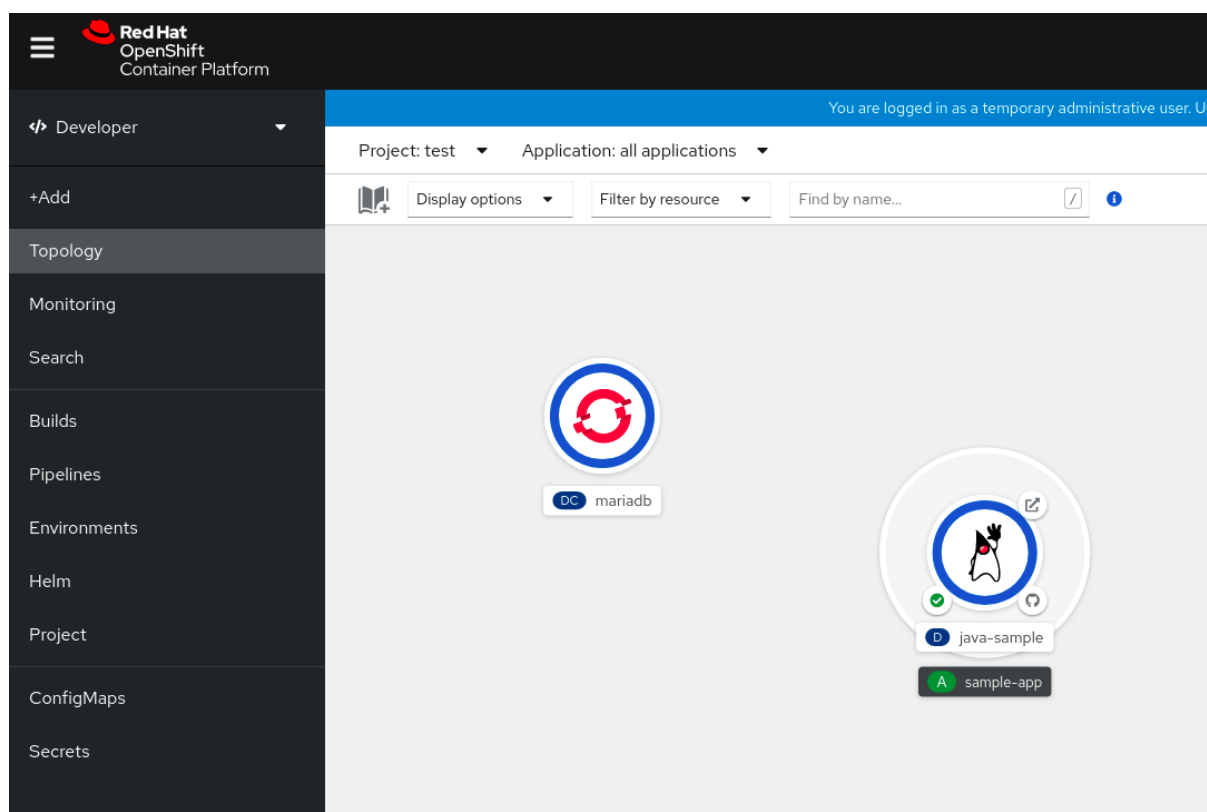 Red Hat
OpenShift
Container Platform
Developer
You are logged in as a temporary administrative user. U
Project: test
Application: all applications
+Add
Display options
Filter by resource
Find by name...
/
Topology
Monitoring
Search
Builds
Pipelines
Environments
Helm
Project
ConfigMaps
Secrets
DC mariadb
D java-sample
A sample-app